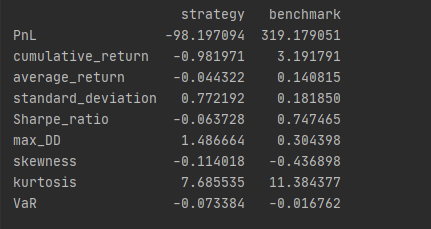 strategy benchmark
PnL -98.197094 319.179051
cumulative_return -0.981971 3.191791
average_return -0.044322 0.140815
standard_deviation 0.772192 0.181850
Sharpe_ratio -0.063728 0.747465
max_DD 1.486664 0.304398
skewness -0.114018 -0.436898
kurtosis 7.685535 11.384377
VaR -0.073384 -0.016762